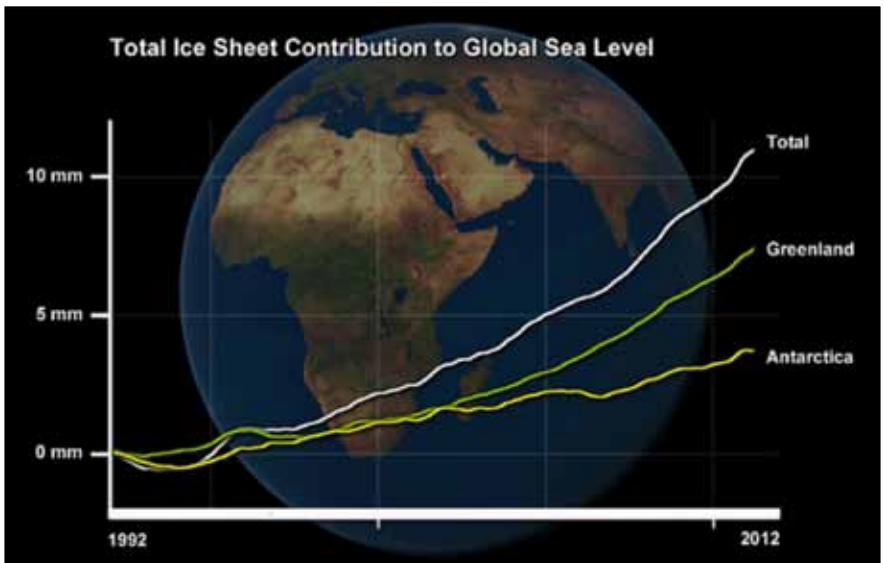 Total Ice Sheet Contribution to Global Sea Level
Total
10 mm
Greenland
5 mm
Antarctica
0 mm
1992
2012